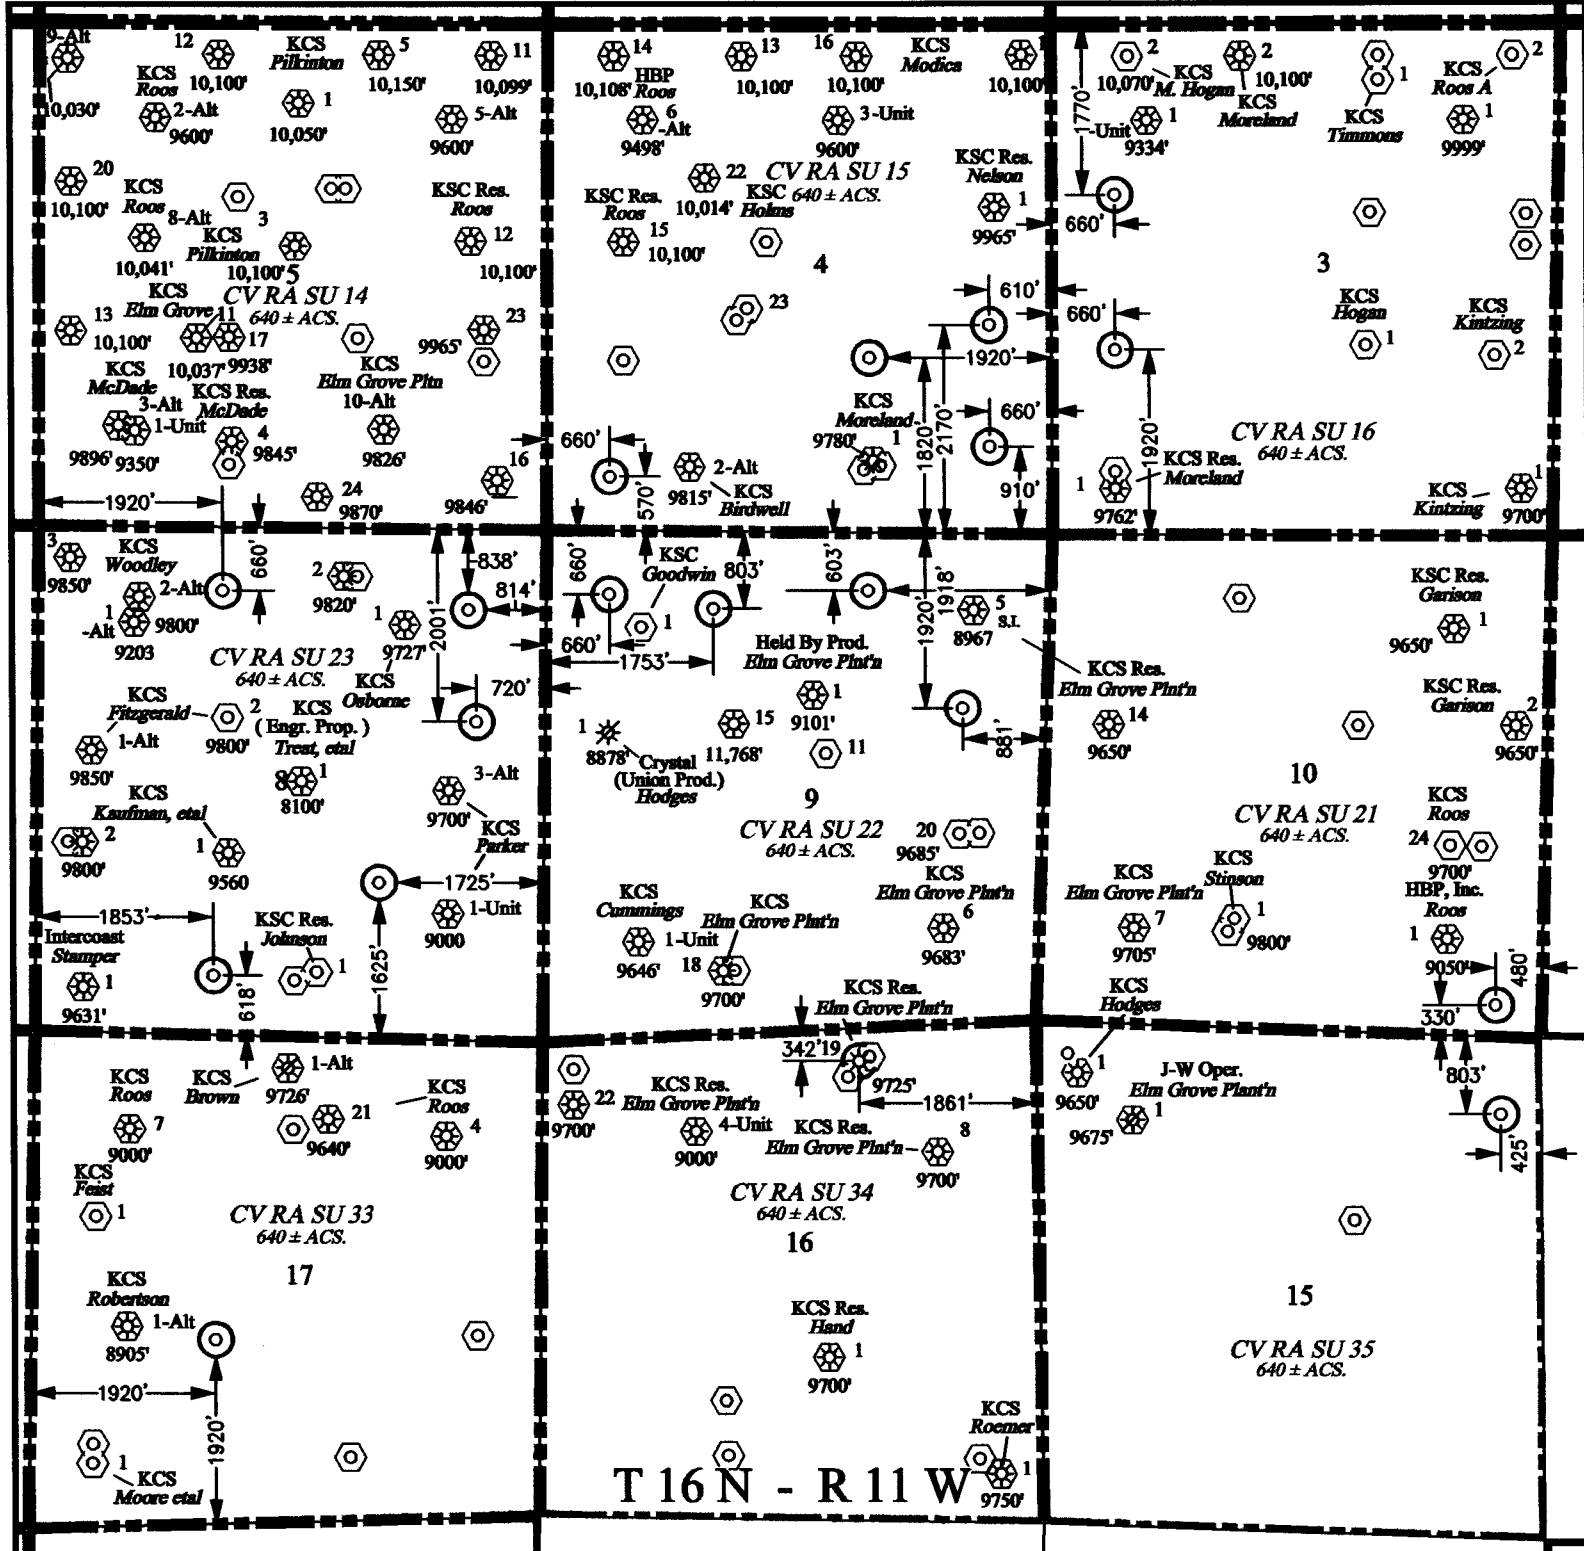 9-Alt
10,030'
12
10,100'
KCS
Roos
2-Alt
9600'
KCS
Pilkinton
1
10,050'
5
10,150'
11
10,099'
5-Alt
9600'
20
10,100'
KCS
Roos
8-Alt
10,041'
3
KCS
Pilkinton
10,100'
5
KSC Res.
Roos
12
10,100'
CV RA SU 14
640 ± ACS.
13
10,100'
KCS
Elm Grove
11
10,037'
17
9938'
23
9965'
KCS
Elm Grove Pltn
10-Alt
9826'
KCS
McDade
3-Alt
1-Unit
9896'
9350'
KCS Res.
McDade
4
9845'
16
9846'
24
9870'
1920'
14
10,108'
HBP
Roos
6
-Alt
9498'
13
10,100'
16
10,100'
KCS
Modica
10,100'
3-Unit
9600'
CV RA SU 15
640 ± ACS.
22
10,014'
KSC
Holms
KSC Res.
Nelson
1
9965'
KSC Res.
Roos
15
10,100'
4
23
610'
1920'
660'
1820'
2170'
910'
KCS
Moreland
9780'
1
660'
570'
2-Alt
9815'
KCS
Birdwell
1770'
2
10,070'
KCS
M. Hogan
2
10,100'
KCS
Moreland
1
KCS
Timmons
KCS
Roos A
2
-Unit
1
9334'
1
9999'
660'
3
660'
KCS
Hogan
1
KCS
Kintzing
2
1920'
CV RA SU 16
640 ± ACS.
KCS Res.
Moreland
1
9762'
KCS
Kintzing
1
9700'
3
9850'
KCS
Woodley
2-Alt
1
-Alt
9800'
9203
660'
2
9820'
838'
814'
1
9727'
2001'
CV RA SU 23
640 ± ACS.
KCS
Osborne
720'
KCS
Fitzgerald
2
9800'
KCS
( Engr. Prop. )
Treat, etal
1-Alt
9850'
8
1
8100'
3-Alt
9700'
KCS
Parker
KCS
Kaufman, etal
2
9800'
1
9560
1725'
1-Unit
9000
1853'
Intercoast
Stamper
1
9631'
KSC Res.
Johnson
1
618'
1625'
660'
KSC
Goodwin
1
803'
603'
1918'
1920'
660'
1753'
5
S.I.
8967
Held By Prod.
Elm Grove Plnt'n
KCS Res.
Elm Grove Plnt'n
1
9101'
1
8878'
Crystal
(Union Prod.)
Hodges
15
11,768'
11
881'
9
CV RA SU 22
640 ± ACS.
20
9685'
KCS
Elm Grove Plnt'n
6
9683'
KCS
Cummings
1-Unit
9646'
KCS
Elm Grove Plnt'n
18
9700'
KCS Res.
Elm Grove Plnt'n
KSC Res.
Garison
1
9650'
14
9650'
KSC Res.
Garison
2
9650'
10
CV RA SU 21
640 ± ACS.
KCS
Roos
24
9700'
KCS
Elm Grove Plnt'n
7
9705'
KCS
Stinson
1
9800'
HBP, Inc.
Roos
1
9050'
480'
330'
KCS
Hodges
KCS
Brown
1-Alt
9726'
KCS
Roos
7
9000'
21
9640'
KCS
Roos
4
9000'
KCS
Feist
1
CV RA SU 33
640 ± ACS.
17
KCS
Robertson
1-Alt
8905'
1920'
1920'
1
KCS
Moore etal
342'
19
9725'
1861'
22
9700'
KCS Res.
Elm Grove Plnt'n
4-Unit
9000'
KCS Res.
Elm Grove Plnt'n
8
9700'
CV RA SU 34
640 ± ACS.
16
KCS Res.
Hand
1
9700'
KCS
Roemer
1
9750'
T 16 N - R 11 W
1
9650'
J-W Oper.
Elm Grove Plant'n
1
9675'
803'
425'
15
CV RA SU 35
640 ± ACS.